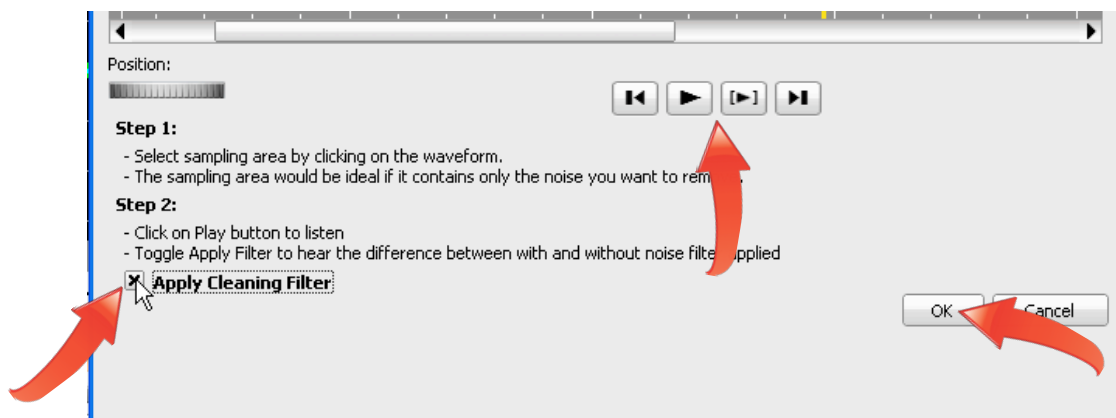 Position:
Step 1:
- Select sampling area by clicking on the waveform.
- The sampling area would be ideal if it contains only the noise you want to
Step 2:
- Click on Play button to listen
- Toggle Apply Filter to hear the difference between with and without noise
Apply Cleaning Filter
OK
Cancel